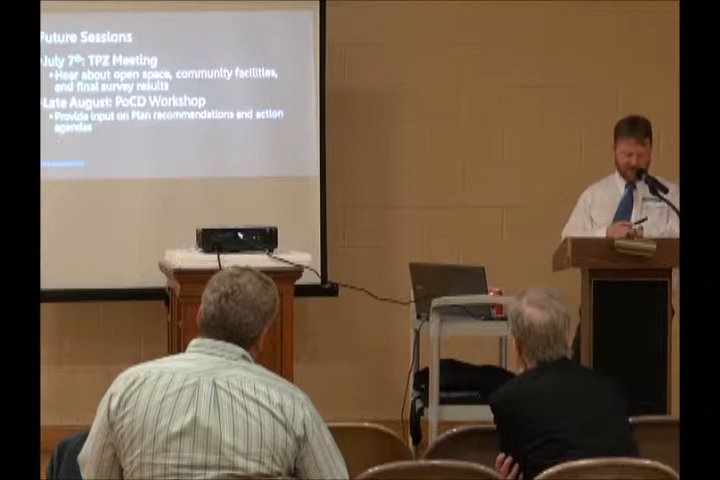 Future Sessions
July 7th: TPZ Meeting
•Hear about open space, community facilities,
and final survey results
Late August: PoCD Workshop
•Provide input on Plan recommendations and action
agendas